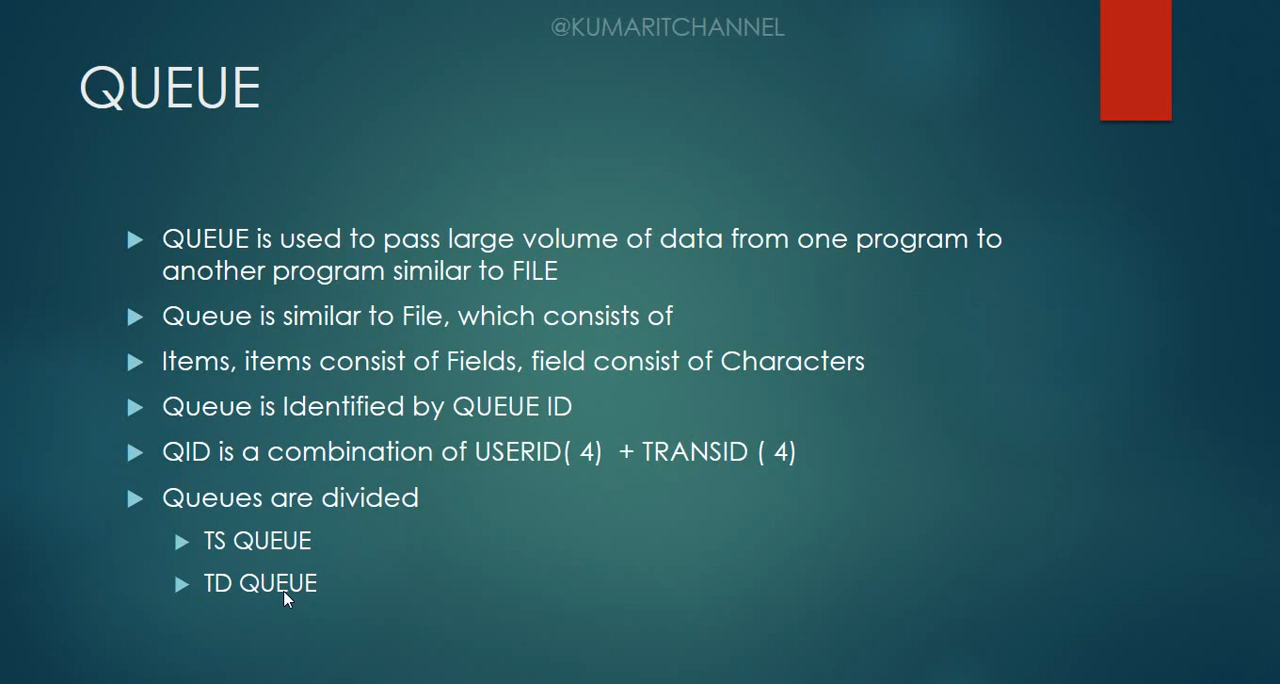 @KUMARITCHANNEL
QUEUE
QUEUE is used to pass large volume of data from one program to
another program similar to FILE
Queue is similar to File, which consists of
Items, items consist of Fields, field consist of Characters
Queue is Identified by QUEUE ID
QID is a combination of USERID( 4)  + TRANSID ( 4)
Queues are divided
TS QUEUE
TD QUEUE